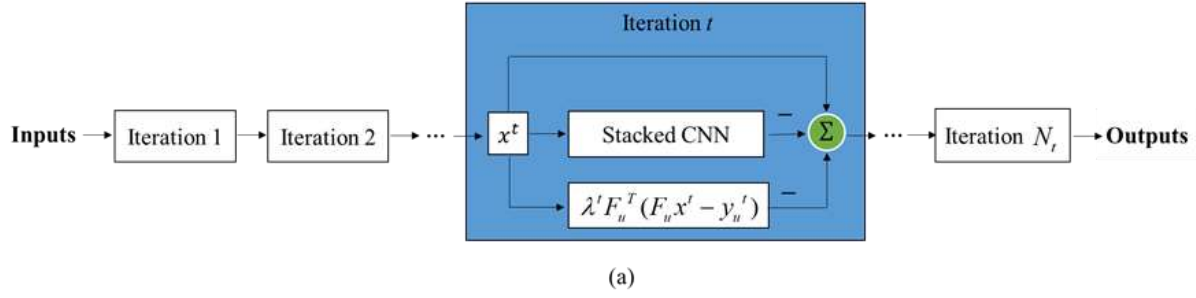 Iteration t
Inputs
Iteration 1
Iteration 2
...
x^t
Stacked CNN
−
Σ
...
Iteration N_t
Outputs
λ^t F_u^T (F_u x^t − y_u^t)
−
(a)